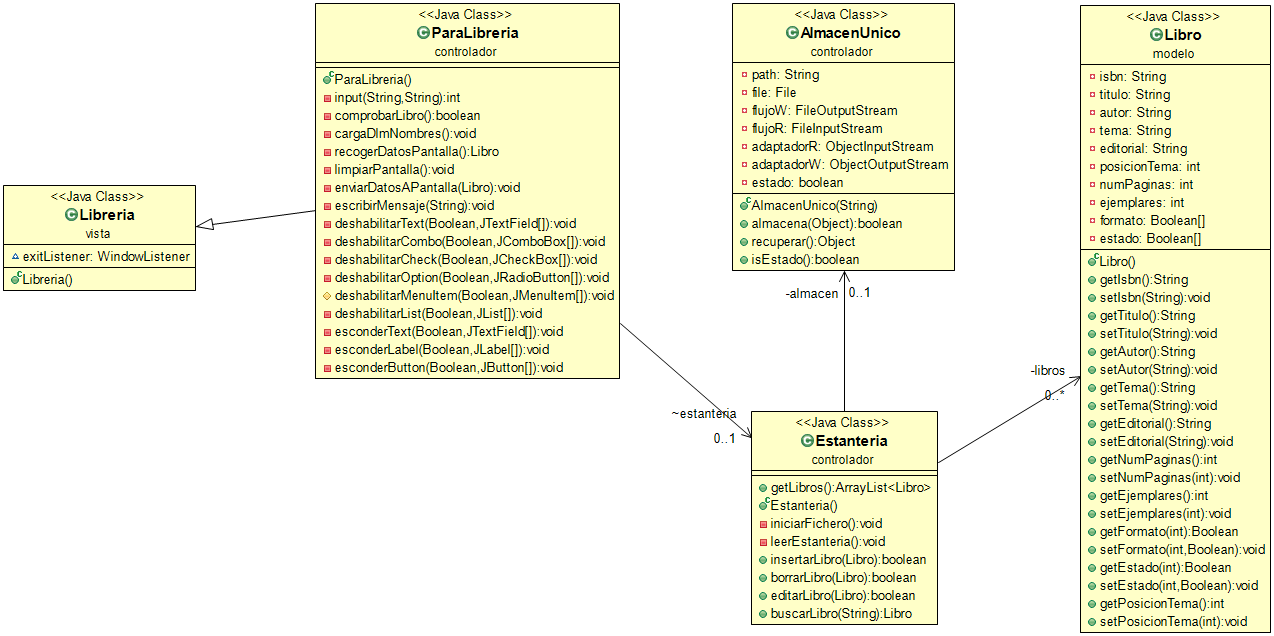 <<Java Class>>
Libreria
vista
exitListener: WindowListener
Libreria()
<<Java Class>>
ParaLibreria
controlador
ParaLibreria()
input(String,String):int
comprobarLibro():boolean
cargaDlmNombres():void
recogerDatosPantalla():Libro
limpiarPantalla():void
enviarDatosAPantalla(Libro):void
escribirMensaje(String):void
deshabilitarText(Boolean,JTextField[]):void
deshabilitarCombo(Boolean,JComboBox[]):void
deshabilitarCheck(Boolean,JCheckBox[]):void
deshabilitarOption(Boolean,JRadioButton[]):void
deshabilitarMenuItem(Boolean,JMenuItem[]):void
deshabilitarList(Boolean,JList[]):void
esconderText(Boolean,JTextField[]):void
esconderLabel(Boolean,JLabel[]):void
esconderButton(Boolean,JButton[]):void
~estanteria
0..1
<<Java Class>>
AlmacenUnico
controlador
path: String
file: File
flujoW: FileOutputStream
flujoR: FileInputStream
adaptadorR: ObjectInputStream
adaptadorW: ObjectOutputStream
estado: boolean
AlmacenUnico(String)
almacena(Object):boolean
recuperar():Object
isEstado():boolean
-almacen 0..1
<<Java Class>>
Estanteria
controlador
getLibros():ArrayList<Libro>
Estanteria()
iniciarFichero():void
leerEstanteria():void
insertarLibro(Libro):boolean
borrarLibro(Libro):boolean
editarLibro(Libro):boolean
buscarLibro(String):Libro
-libros
0..*
<<Java Class>>
Libro
modelo
isbn: String
titulo: String
autor: String
tema: String
editorial: String
posicionTema: int
numPaginas: int
ejemplares: int
formato: Boolean[]
estado: Boolean[]
Libro()
getIsbn():String
setIsbn(String):void
getTitulo():String
setTitulo(String):void
getAutor():String
setAutor(String):void
getTema():String
setTema(String):void
getEditorial():String
setEditorial(String):void
getNumPaginas():int
setNumPaginas(int):void
getEjemplares():int
setEjemplares(int):void
getFormato(int):Boolean
setFormato(int,Boolean):void
getEstado(int):Boolean
setEstado(int,Boolean):void
getPosicionTema():int
setPosicionTema(int):void